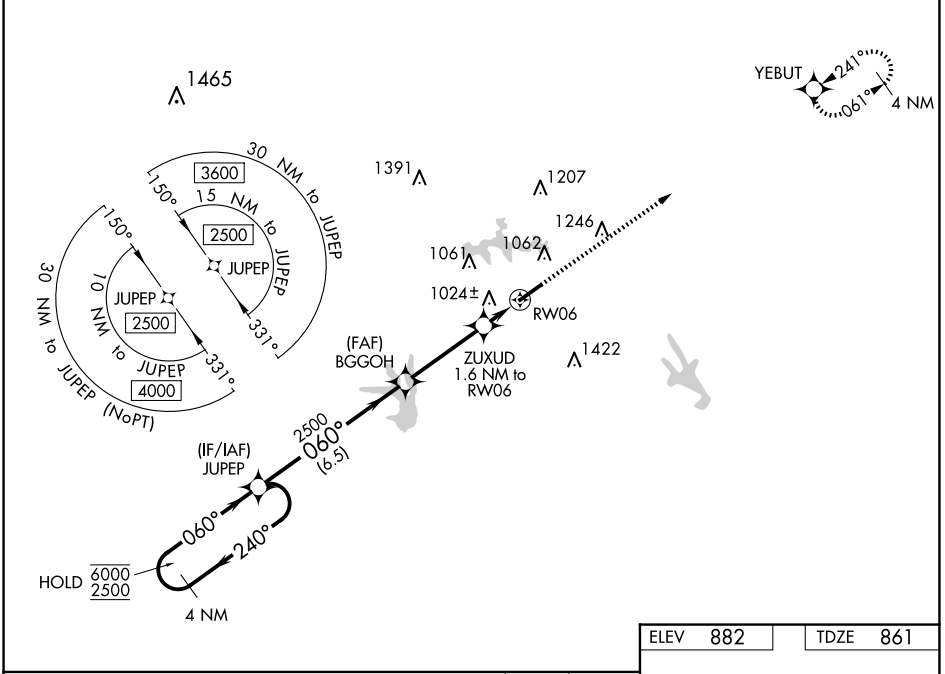 1465
YEBUT
241°
061°
4 NM
30 NM to JUPEP
3600
150°
15 NM to JUPEP
2500
JUPEP
331°
1391
1207
1246
1061
1062
1024±
RW06
150°
30 NM to JUPEP (NoPT)
10 NM to JUPEP
JUPEP
2500
4000
331°
(FAF)
BGGOH
ZUXUD
1.6 NM to
RW06
1422
2500
060°
(6.5)
(IF/IAF)
JUPEP
060°
240°
HOLD 6000
2500
4 NM
ELEV 882 TDZE 861